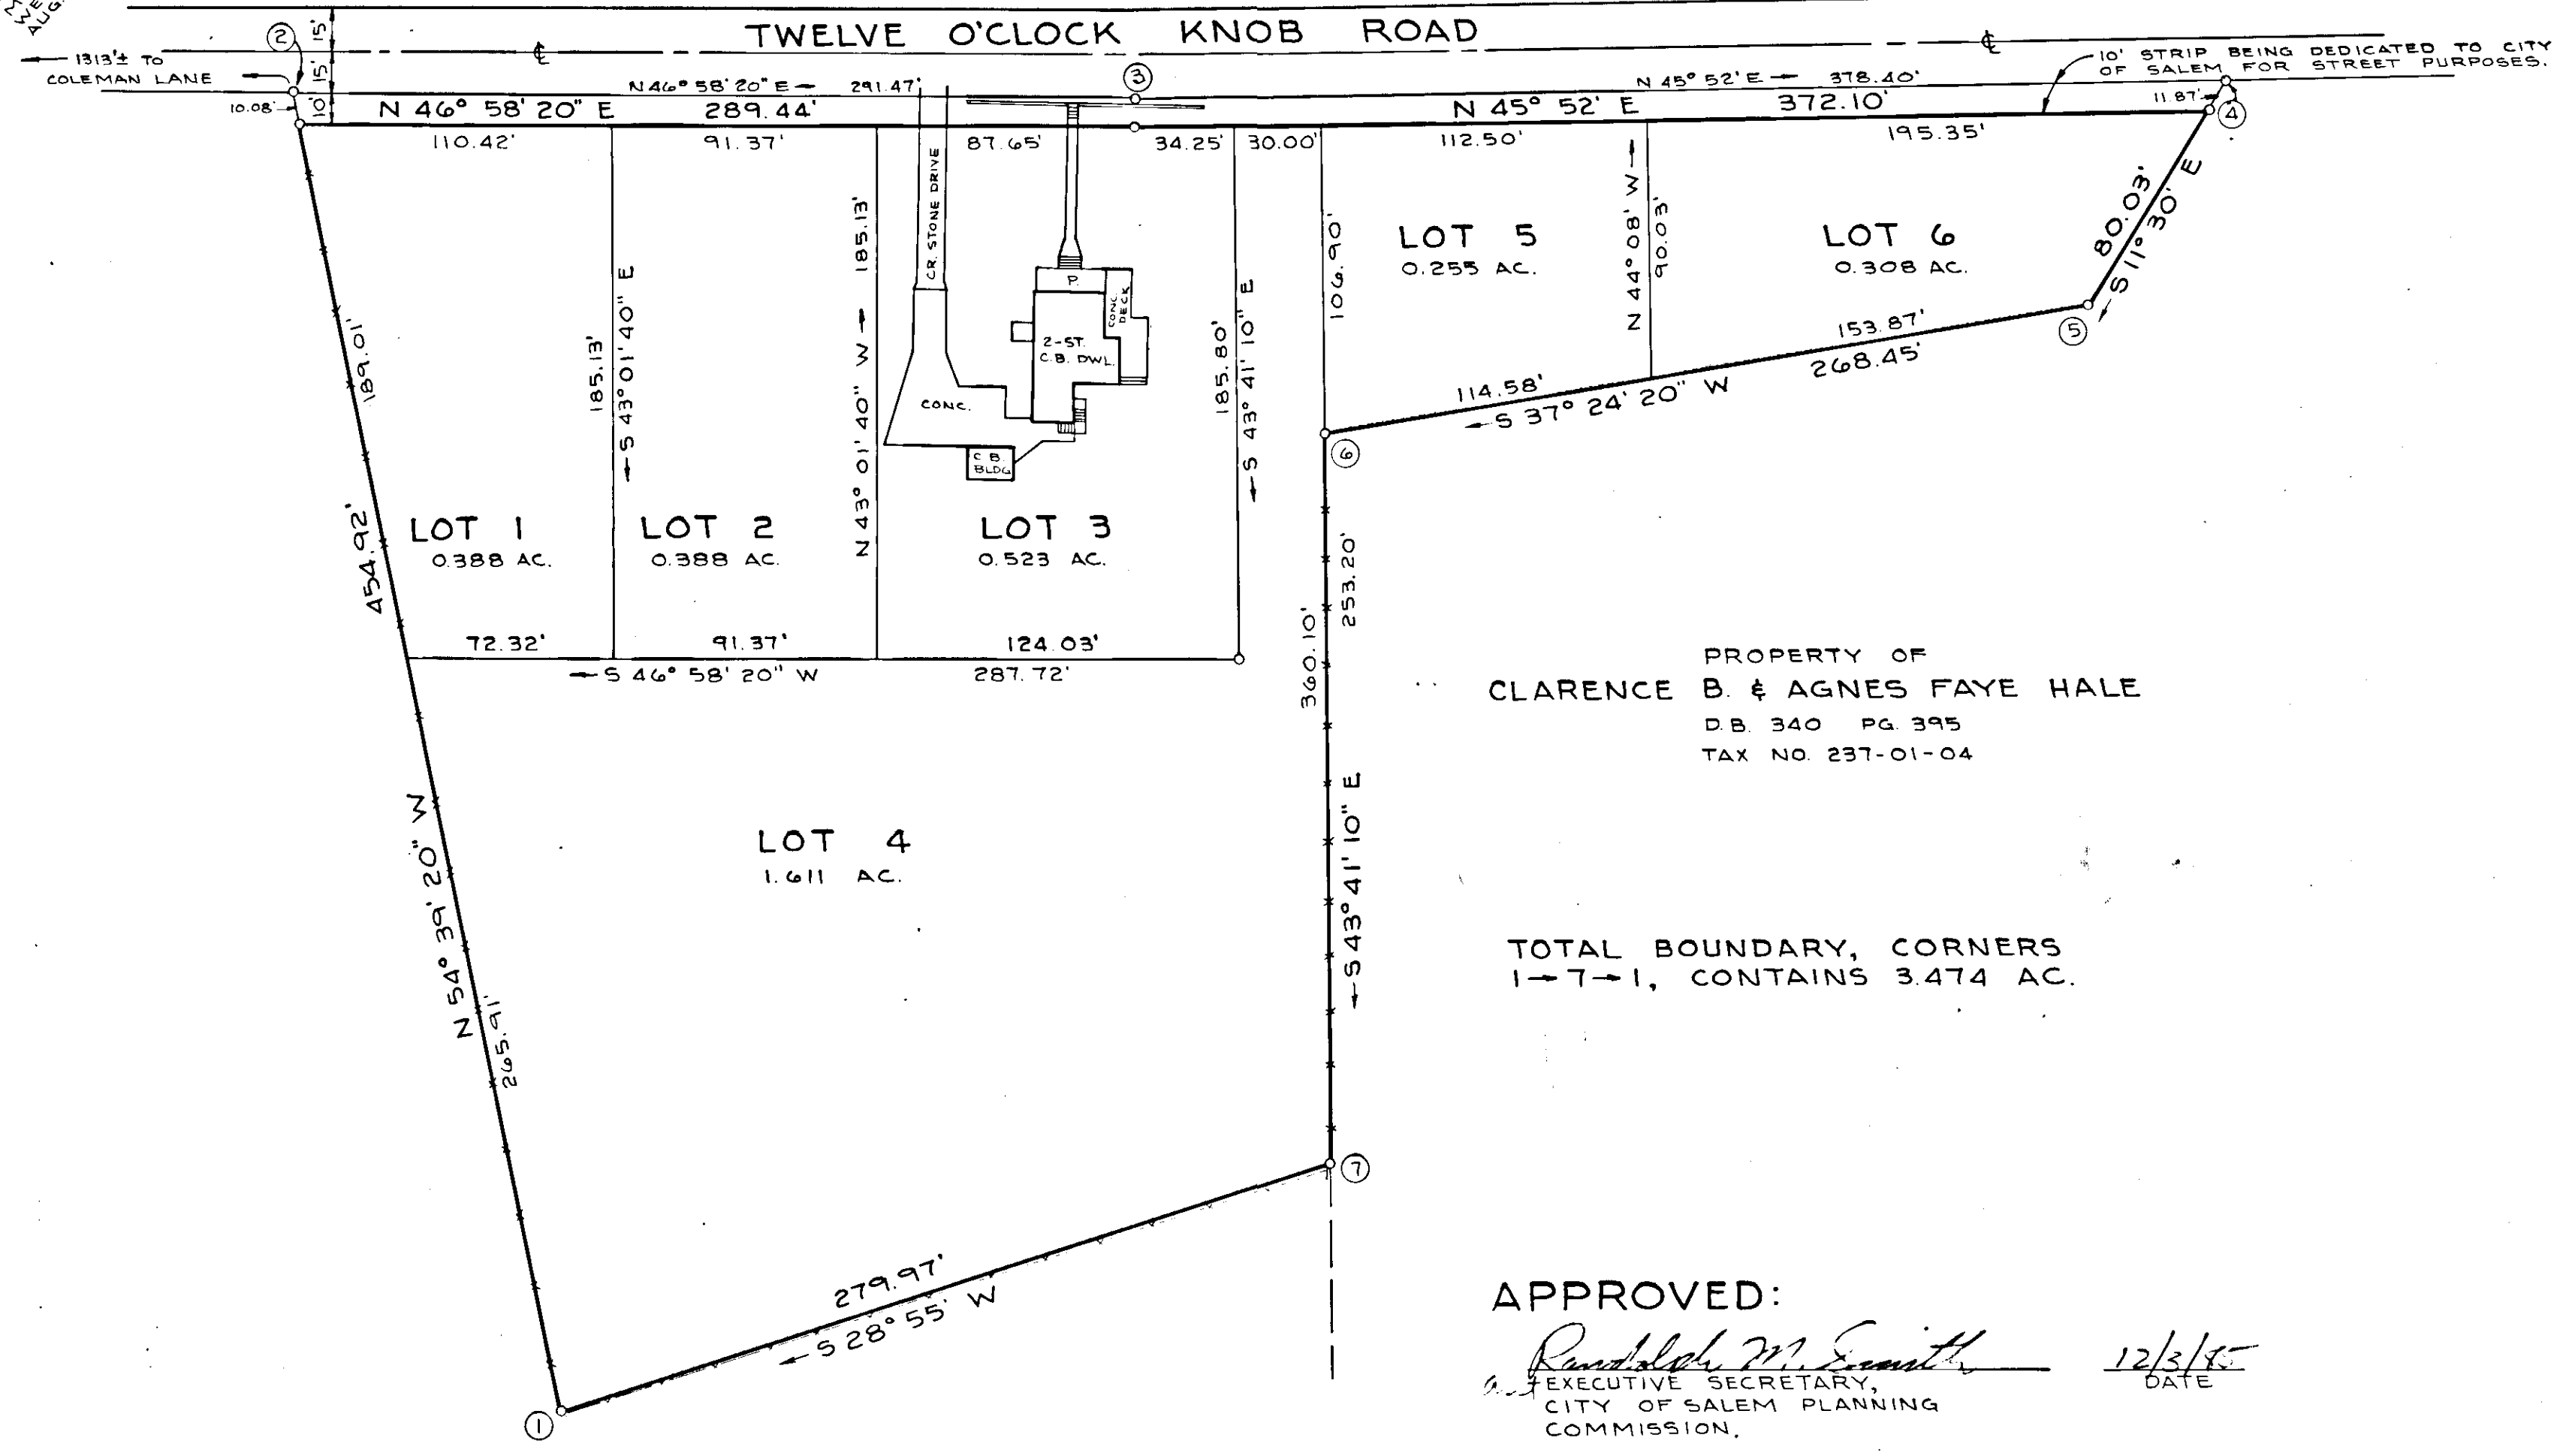 TWELVE O'CLOCK KNOB ROAD
②
15'
15'
10'
1313'± TO
COLEMAN LANE
10.08'
℄
℄
N 46° 58' 20" E 291.47'
③
N 45° 52' E 378.40'
10' STRIP BEING DEDICATED TO CITY
OF SALEM FOR STREET PURPOSES.
N 46° 58' 20" E 289.44'
N 45° 52' E 372.10'
11.87'
④
110.42'
91.37'
87.65'
34.25'
30.00'
112.50'
195.35'
189.01'
454.92'
N 54° 39' 20" W
265.91'
185.13'
S 43° 01' 40" E
185.13'
N 43° 01' 40" W
CR. STONE DRIVE
P.
CONC.
DECK
2-ST.
C.B. DWL.
CONC.
C.B.
BLDG
185.80'
S 43° 41' 10" E
106.90'
N 44° 08' W
90.03'
80.03'
S 11° 30' E
LOT 5
0.255 AC.
LOT 6
0.308 AC.
⑤
153.87'
268.45'
114.58'
S 37° 24' 20" W
⑥
LOT 1
0.388 AC.
LOT 2
0.388 AC.
LOT 3
0.523 AC.
72.32'
91.37'
124.03'
S 46° 58' 20" W 287.72'
253.20'
360.10'
S 43° 41' 10" E
PROPERTY OF
CLARENCE B. & AGNES FAYE HALE
D.B. 340 PG. 395
TAX NO. 237-01-04
LOT 4
1.611 AC.
TOTAL BOUNDARY, CORNERS
1→7→1, CONTAINS 3.474 AC.
⑦
279.97'
S 28° 55' W
①
APPROVED:
Randolph M. Smith
12/3/85
EXECUTIVE SECRETARY,
DATE
CITY OF SALEM PLANNING
COMMISSION.